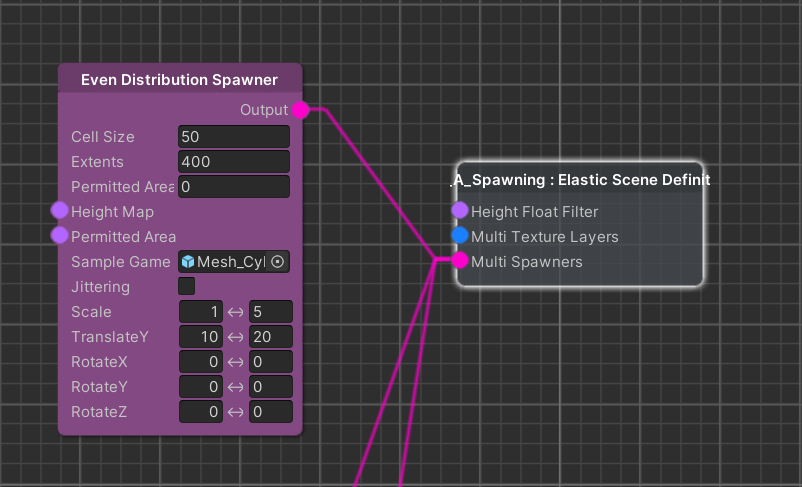 Even Distribution Spawner
Output
Cell Size 50
Extents 400
Permitted Area 0
Height Map
Permitted Area
Sample Game Mesh_Cyl
Jittering
Scale 1 ↔ 5
TranslateY 10 ↔ 20
RotateX 0 ↔ 0
RotateY 0 ↔ 0
RotateZ 0 ↔ 0
_A_Spawning : Elastic Scene Definit
Height Float Filter
Multi Texture Layers
Multi Spawners